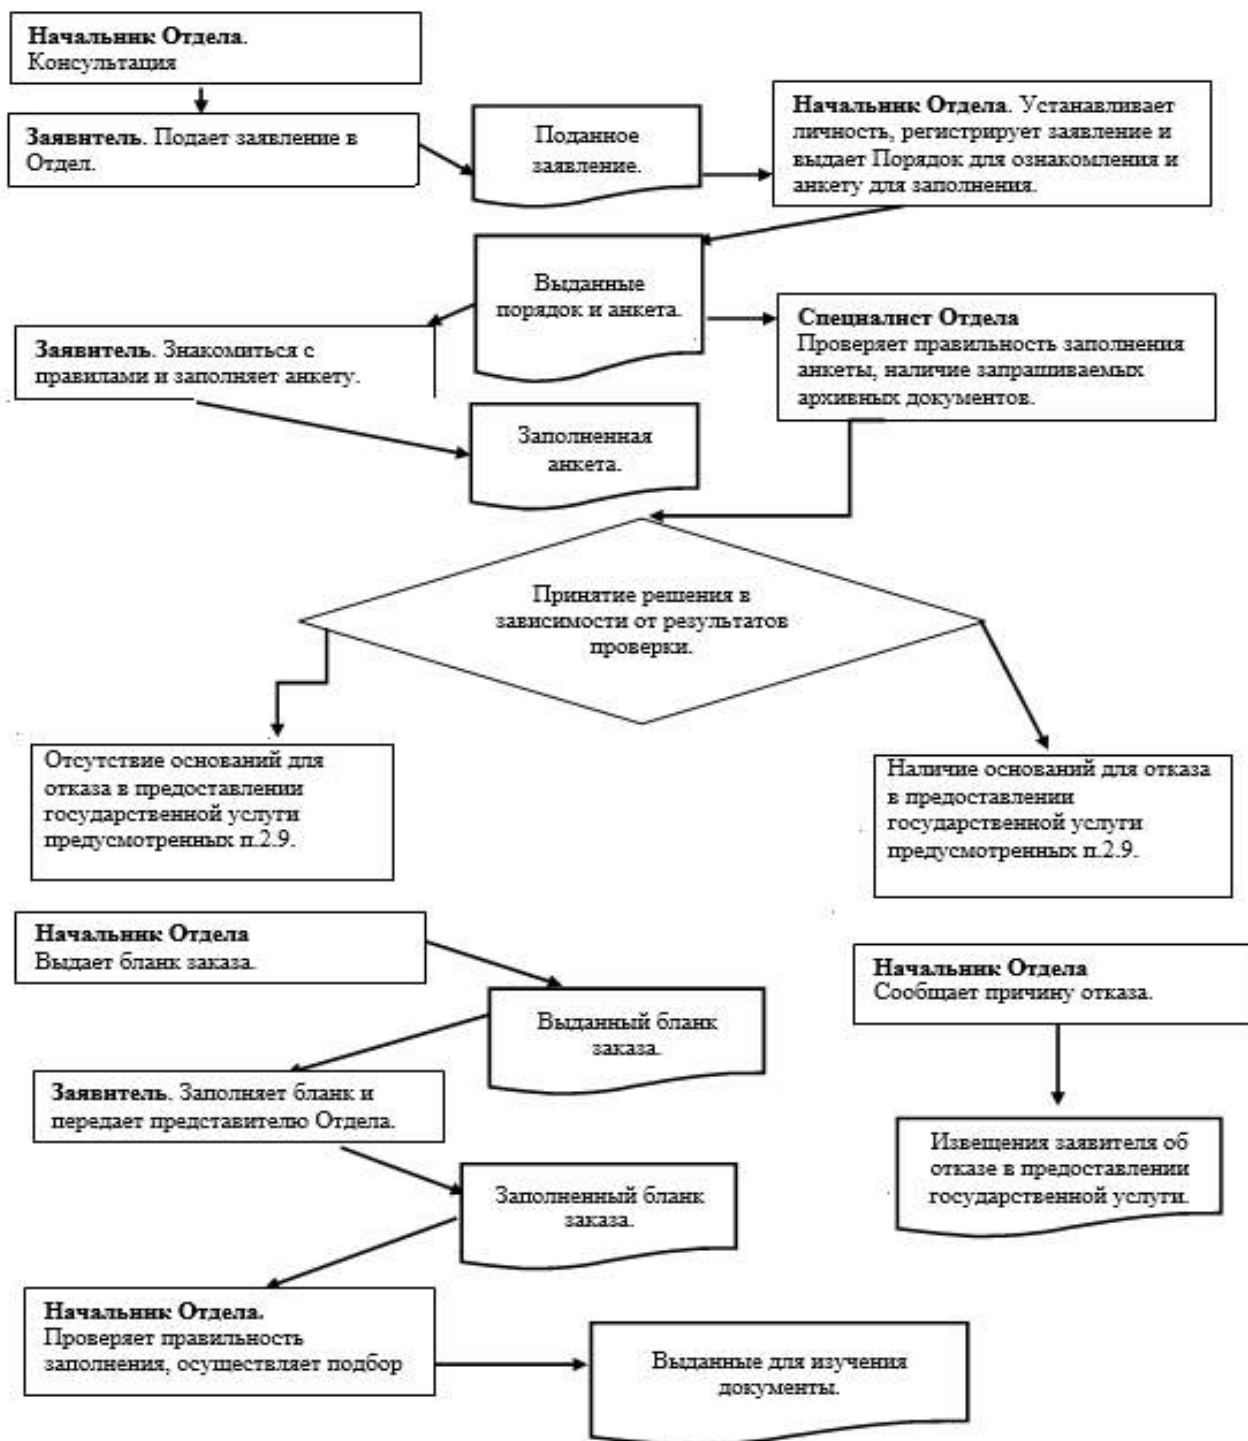 Начальник Отдела.
Консультация
Заявитель. Подает заявление в
Отдел.
Поданное
заявление.
Начальник Отдела. Устанавливает
личность, регистрирует заявление и
выдает Порядок для ознакомления и
анкету для заполнения.
Выданные
порядок и анкета.
Заявитель. Знакомиться с
правилами и заполняет анкету.
Специалист Отдела
Проверяет правильность заполнения
анкеты, наличие запрашиваемых
архивных документов.
Заполненная
анкета.
Принятие решения в
зависимости от результатов
проверки.
Отсутствие оснований для
отказа в предоставлении
государственной услуги
предусмотренных п.2.9.
Наличие оснований для отказа
в предоставлении
государственной услуги
предусмотренных п.2.9.
Начальник Отдела
Выдает бланк заказа.
Выданный бланк
заказа.
Начальник Отдела
Сообщает причину отказа.
Заявитель. Заполняет бланк и
передает представителю Отдела.
Извещения заявителя об
отказе в предоставлении
государственной услуги.
Заполненный бланк
заказа.
Начальник Отдела.
Проверяет правильность
заполнения, осуществляет подбор
Выданные для изучения
документы.